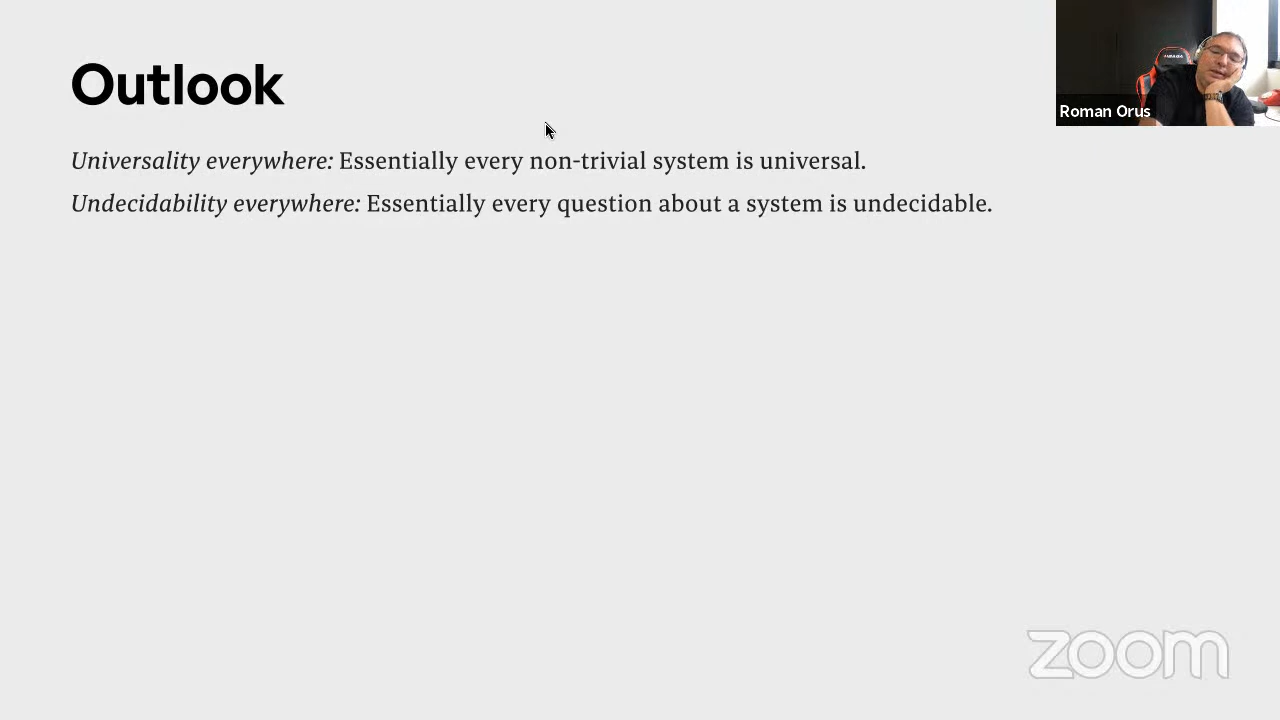 Outlook
Universality everywhere: Essentially every non-trivial system is universal.
Undecidability everywhere: Essentially every question about a system is undecidable.
Roman Orus
zoom